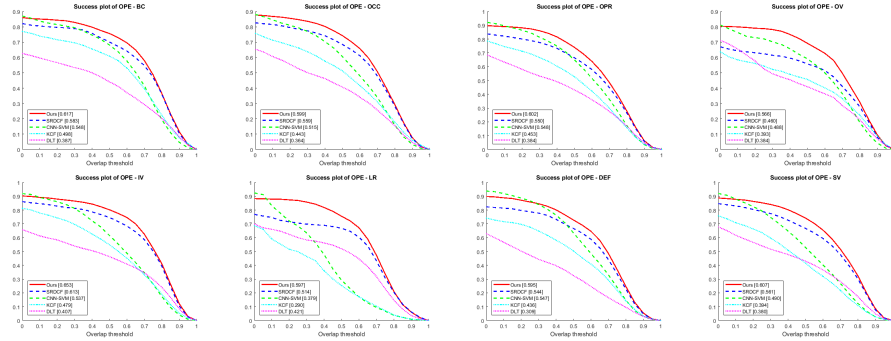 Success plot of OPE - BC
Ours [0.617]
SRDCF [0.583]
CNN-SVM [0.548]
KCF [0.498]
DLT [0.367]
Overlap threshold
Success plot of OPE - OCC
Ours [0.599]
SRDCF [0.559]
CNN-SVM [0.515]
KCF [0.443]
DLT [0.364]
Overlap threshold
Success plot of OPE - OPR
Ours [0.602]
SRDCF [0.550]
CNN-SVM [0.548]
KCF [0.453]
DLT [0.384]
Overlap threshold
Success plot of OPE - OV
Ours [0.566]
SRDCF [0.460]
CNN-SVM [0.488]
KCF [0.393]
DLT [0.384]
Overlap threshold
Success plot of OPE - IV
Ours [0.653]
SRDCF [0.613]
CNN-SVM [0.537]
KCF [0.479]
DLT [0.407]
Overlap threshold
Success plot of OPE - LR
Ours [0.597]
SRDCF [0.514]
CNN-SVM [0.379]
KCF [0.290]
DLT [0.421]
Overlap threshold
Success plot of OPE - DEF
Ours [0.595]
SRDCF [0.544]
CNN-SVM [0.547]
KCF [0.436]
DLT [0.309]
Overlap threshold
Success plot of OPE - SV
Ours [0.607]
SRDCF [0.561]
CNN-SVM [0.490]
KCF [0.394]
DLT [0.380]
Overlap threshold